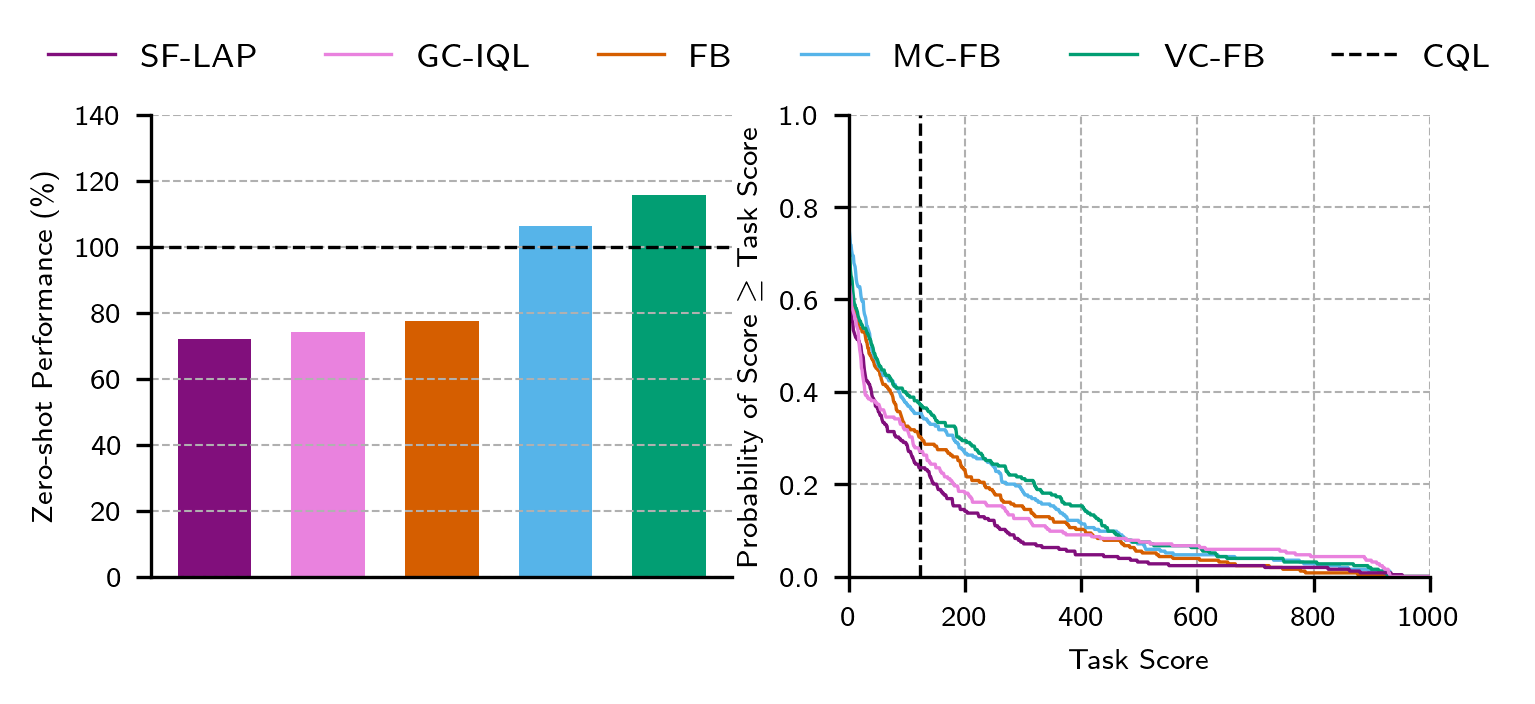 SF-LAP GC-IQL FB MC-FB VC-FB CQL
Zero-shot Performance (%)
140
120
100
80
60
40
20
0
Probability of Score ≥ Task Score
1.0
0.8
0.6
0.4
0.2
0.0
0 200 400 600 800 1000
Task Score